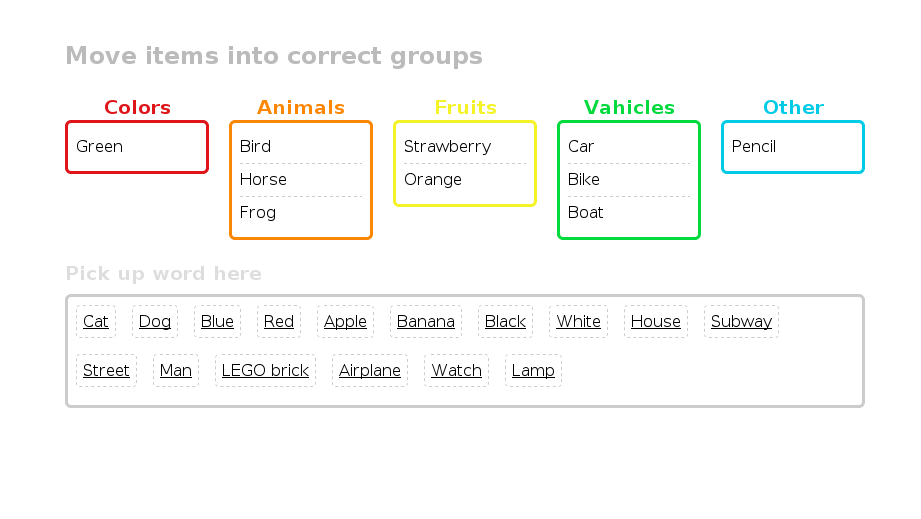 Move items into correct groups
Colors Animals Fruits Vahicles Other
Green Bird Strawberry Car Pencil
Horse Orange Bike
Frog Boat
Pick up word here
Cat Dog Blue Red Apple Banana Black White House Subway
Street Man LEGO brick Airplane Watch Lamp